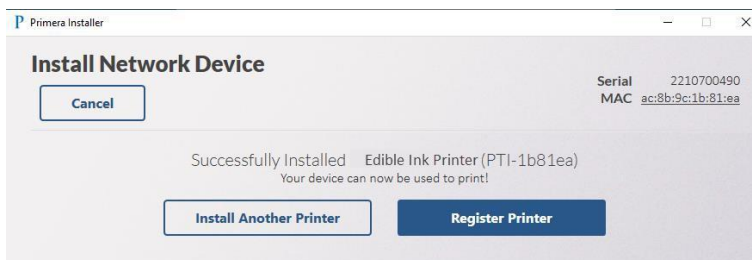 P Primera Installer
Install Network Device
Serial 2210700490
MAC ac:8b:9c:1b:81:ea
Cancel
Successfully Installed Edible Ink Printer (PTI-1b81ea)
Your device can now be used to print!
Install Another Printer
Register Printer